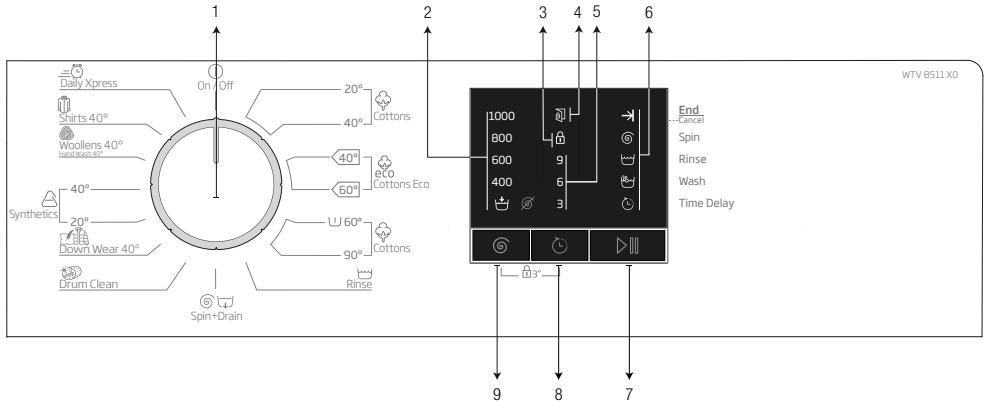 1 2 3 4 5 6
WTV 8511 X0
Daily Xpress
On / Off
20°
40°
Cottons
Shirts 40°
Woollens 40°
Hand Wash 40°
40°
60°
eco
Cottons Eco
40°
20°
Synthetics
60°
90°
Cottons
Down Wear 40°
Drum Clean
Spin+Drain
Rinse
1000
800
600
400
9
6
3
End
Cancel
Spin
Rinse
Wash
Time Delay
3"
9 8 7